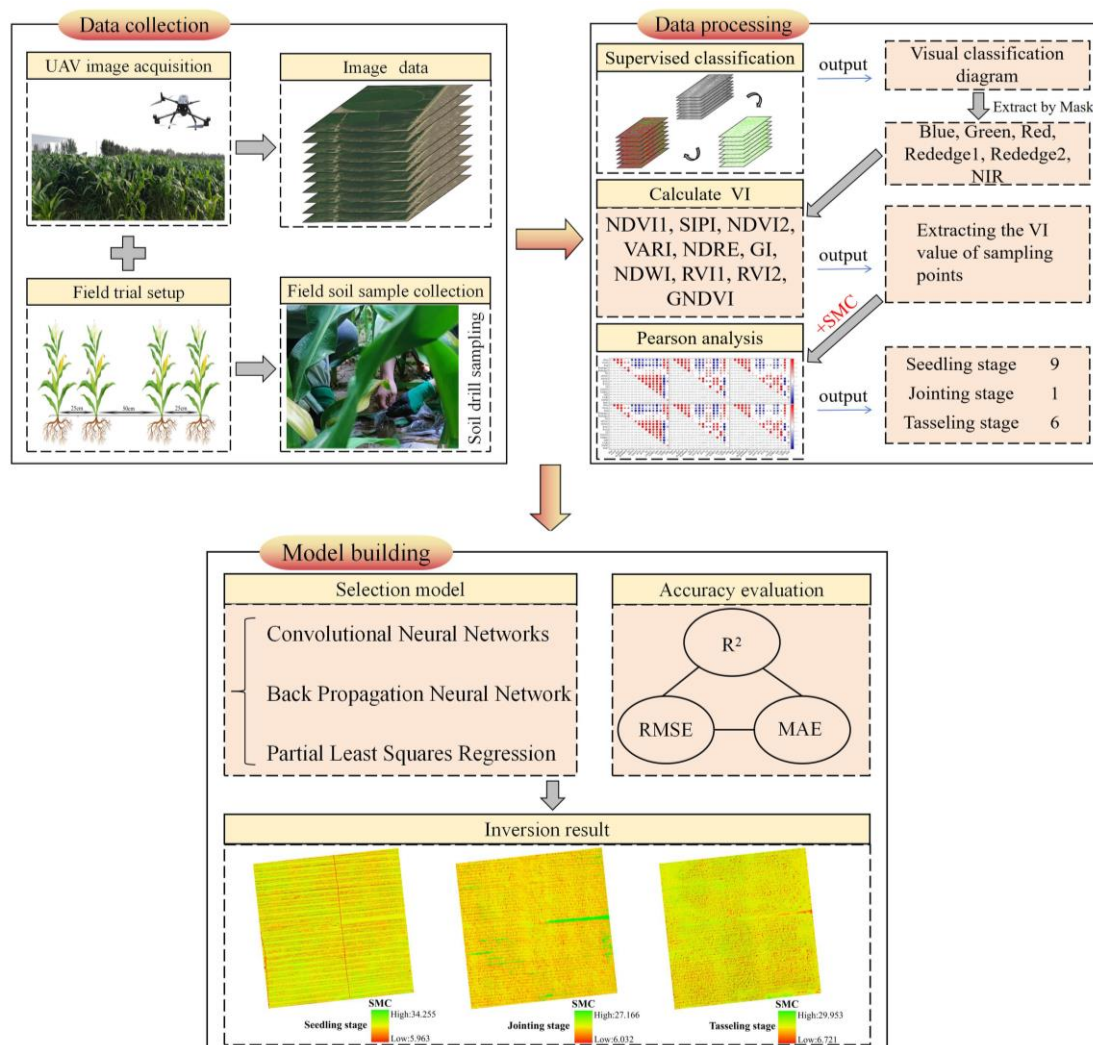 Data collection
UAV image acquisition
Image data
Field trial setup
25cm
50cm
25cm
Field soil sample collection
Soil drill sampling
Data processing
Supervised classification
output
Visual classification
diagram
Extract by Mask
Blue, Green, Red,
Rededge1, Rededge2,
NIR
Calculate VI
NDVI1, SIPI, NDVI2,
VARI, NDRE, GI,
NDWI, RVI1, RVI2,
GNDVI
output
Extracting the VI
value of sampling
points
+SMC
Pearson analysis
output
Seedling stage 9
Jointing stage 1
Tasseling stage 6
Model building
Selection model
Convolutional Neural Networks
Back Propagation Neural Network
Partial Least Squares Regression
Accuracy evaluation
R²
RMSE
MAE
Inversion result
Seedling stage
SMC
High:34.255
Low:5.963
Jointing stage
SMC
High:27.166
Low:6.032
Tasseling stage
SMC
High:29.953
Low:6.721